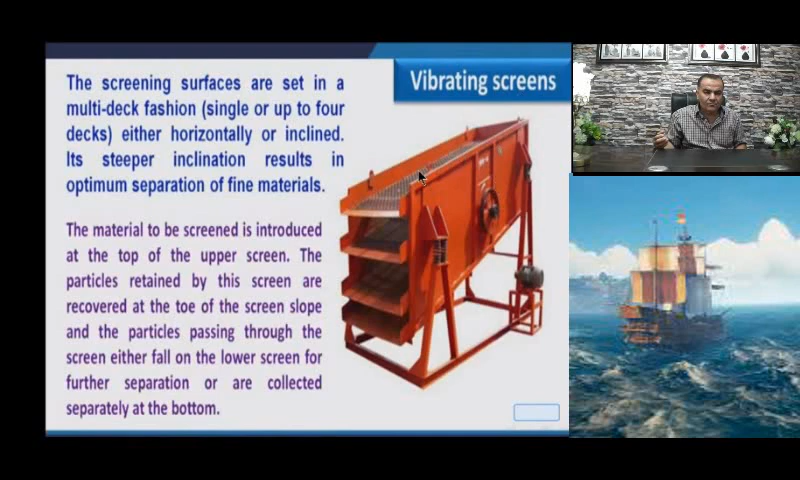 Vibrating screens
The screening surfaces are set in a
multi-deck fashion (single or up to four
decks) either horizontally or inclined.
Its steeper inclination results in
optimum separation of fine materials.
The material to be screened is introduced
at the top of the upper screen. The
particles retained by this screen are
recovered at the toe of the screen slope
and the particles passing through the
screen either fall on the lower screen for
further separation or are collected
separately at the bottom.